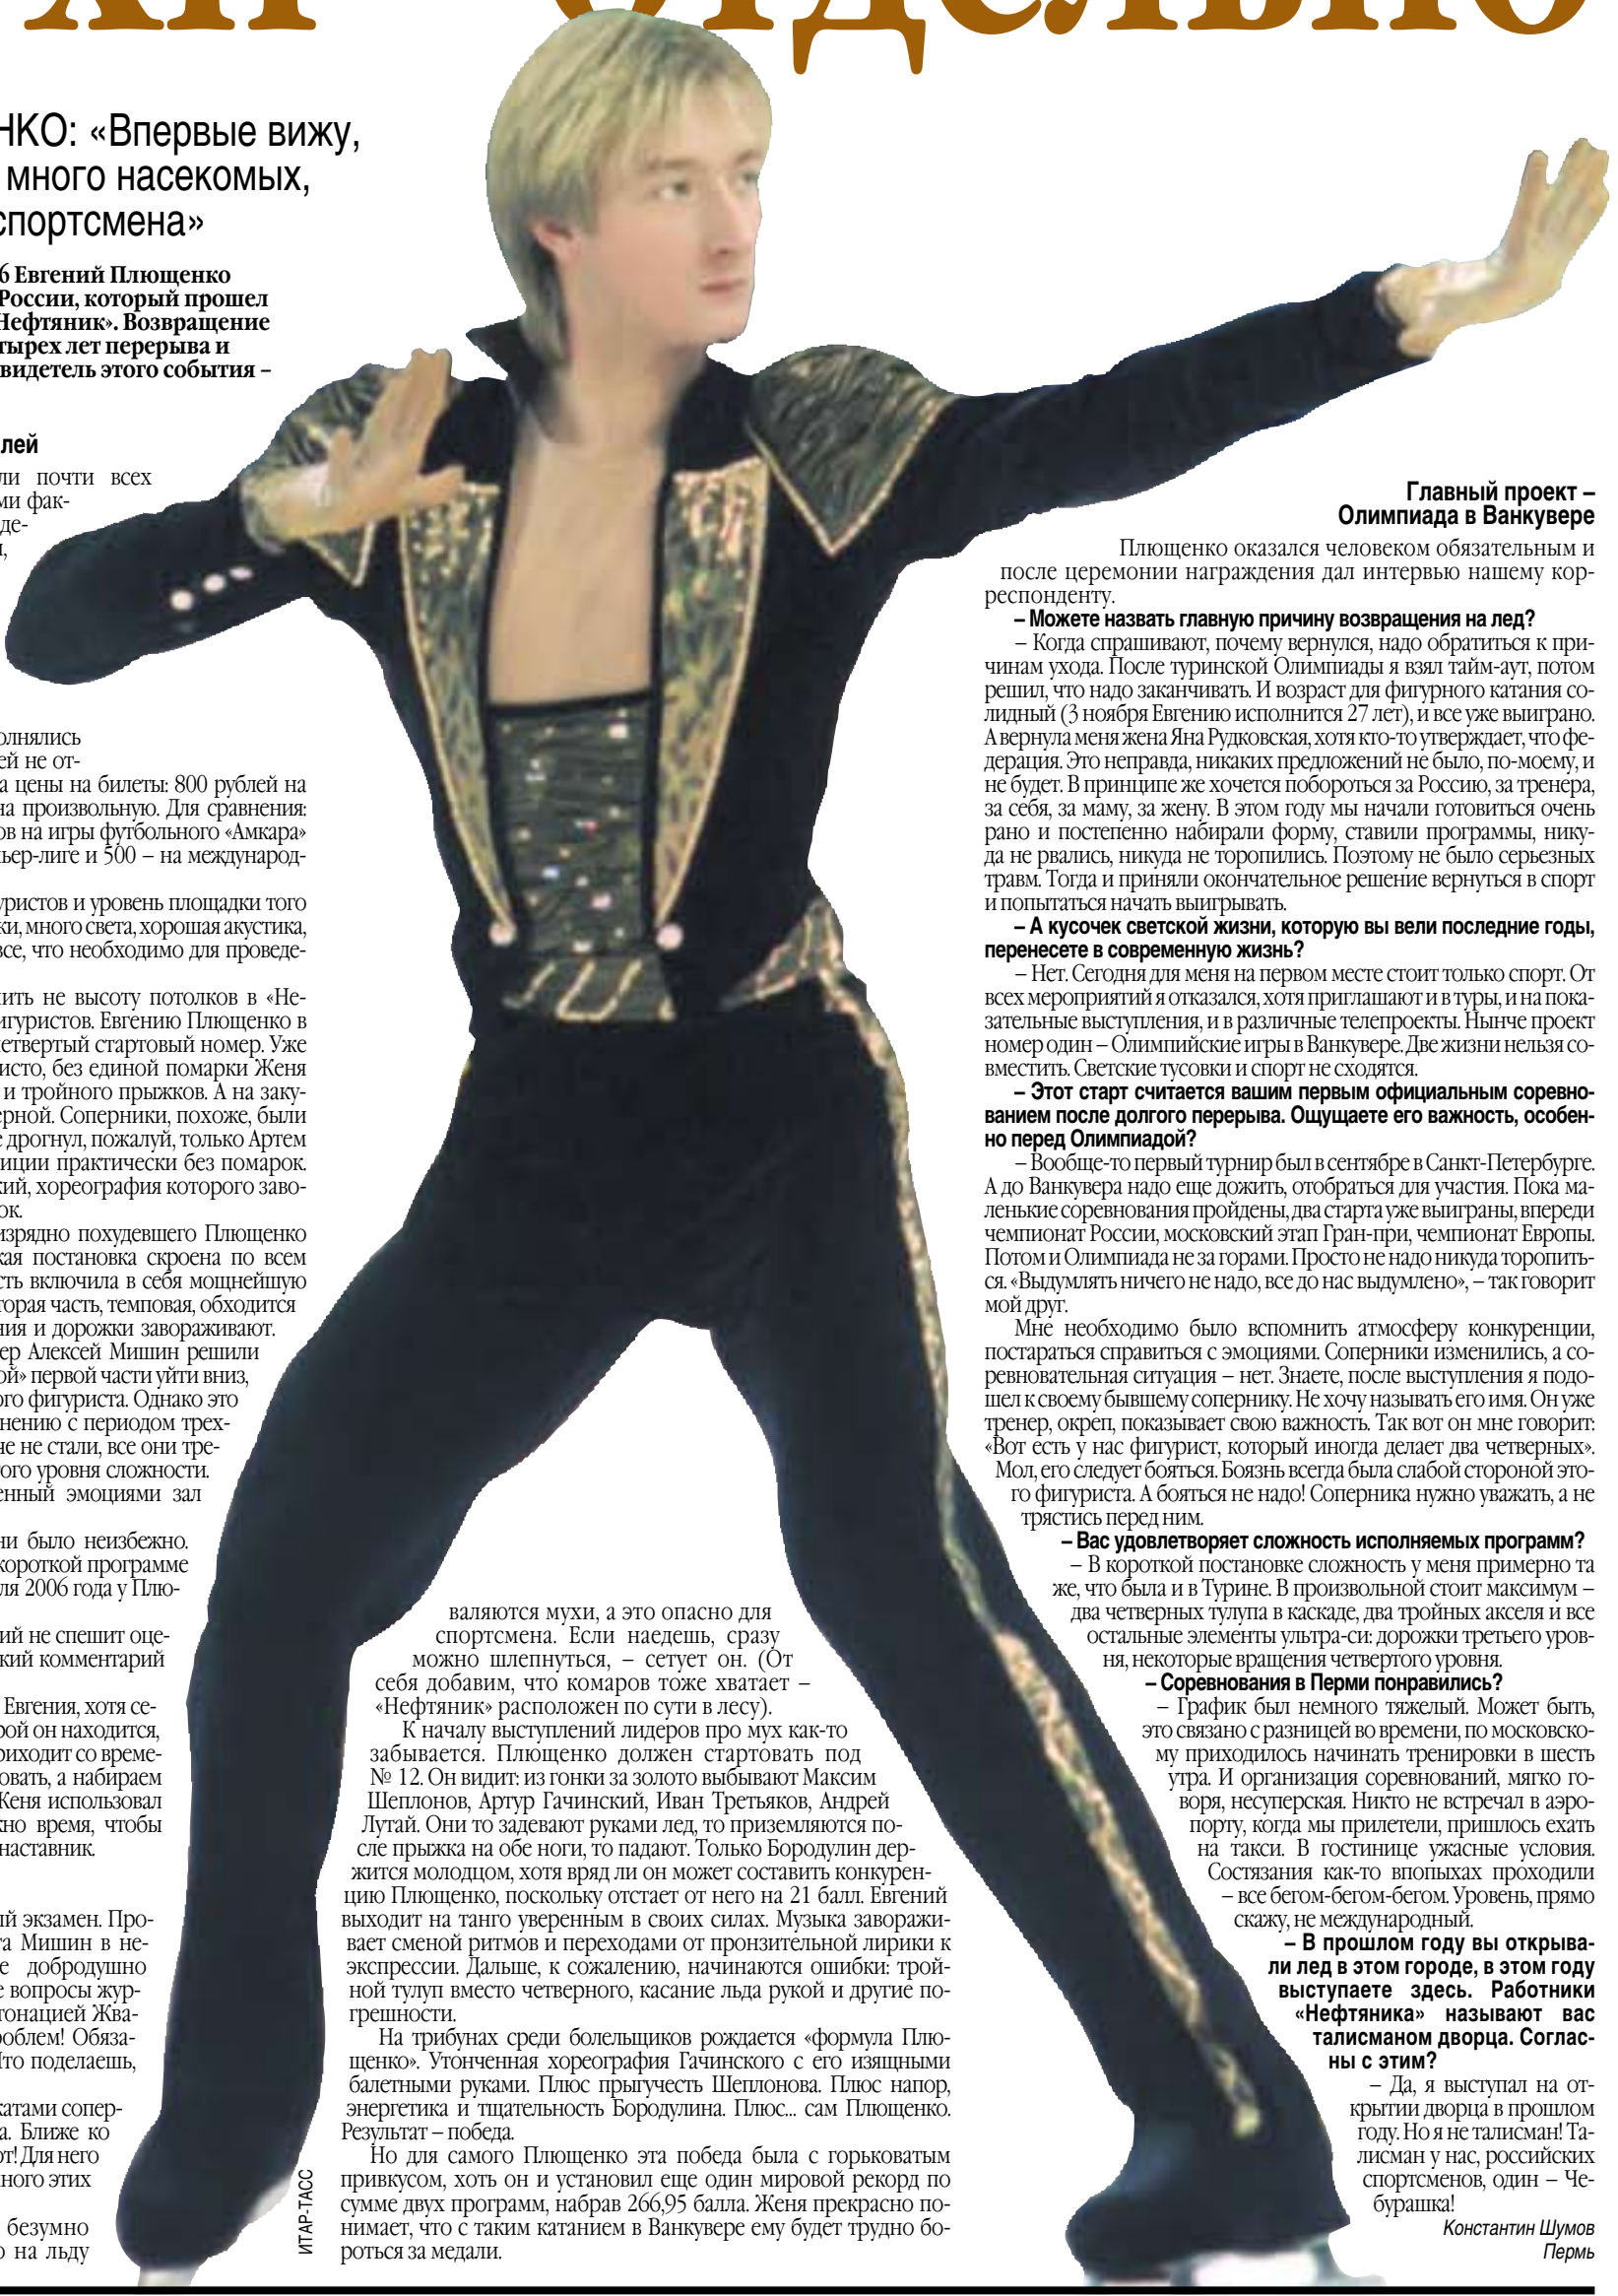 отдельно
НКО: «Впервые вижу,
много насекомых,
спортсмена»
6 Евгений Плющенко
России, который прошел
Нефтяник». Возвращение
тырех лет перерыва и
видетель этого события –
лей
ли почти всех
ми фак-
де-
олнялись
ей не от-
а цены на билеты: 800 рублей на
на произвольную. Для сравнения:
ов на игры футбольного «Амкара»
ьер-лиге и 500 – на международ-
уристов и уровень площадки того
ки, много света, хорошая акустика,
все, что необходимо для проведе-
ить не высоту потолков в «Не-
игуристов. Евгению Плющенко в
четвертый стартовый номер. Уже
исто, без единой помарки Женя
и тройного прыжков. А на заку-
ерной. Соперники, похоже, были
е дрогнул, пожалуй, только Артем
иции практически без помарок.
кий, хореография которого заво-
ок.
изрядно похудевшего Плющенко
кая постановка скроена по всем
сть включила в себя мощнейшую
торая часть, темповая, обходится
ния и дорожки завораживают.
ер Алексей Мишин решили
ой» первой части уйти вниз,
ого фигуриста. Однако это
нению с периодом трех-
че не стали, все они тре-
ого уровня сложности.
енный эмоциями зал
ни было неизбежно.
короткой программе
ля 2006 года у Плю-
ий не спешит оце-
кий комментарий
Евгения, хотя се-
рой он находится,
риходит со време-
овать, а набираем
Женя использовал
но время, чтобы
наставник.
ый экзамен. Про-
та Мишин в не-
е добродушно
е вопросы жур-
тонацией Жва-
роблем! Обяза-
Что поделаешь,
катами сопер-
а. Ближе ко
от! Для него
ного этих
безумно
о на льду
ИТАР-ТАСС
валяются мухи, а это опасно для
спортсмена. Если наедешь, сразу
можно шлепнуться, – сетует он. (От
себя добавим, что комаров тоже хватает –
«Нефтяник» расположен по сути в лесу).
К началу выступлений лидеров про мух как-то
забывается. Плющенко должен стартовать под
№ 12. Он видит: из гонки за золото выбывают Максим
Шеплонов, Артур Гачинский, Иван Третьяков, Андрей
Лутай. Они то задевают руками лед, то приземляются по-
сле прыжка на обе ноги, то падают. Только Бородулин дер-
жится молодцом, хотя вряд ли он может составить конкурен-
цию Плющенко, поскольку отстает от него на 21 балл. Евгений
выходит на танго уверенным в своих силах. Музыка заворажи-
вает сменой ритмов и переходами от пронзительной лирики к
экспрессии. Дальше, к сожалению, начинаются ошибки: трой-
ной тулуп вместо четверного, касание льда рукой и другие по-
грешности.
На трибунах среди болельщиков рождается «формула Плю-
щенко». Утонченная хореография Гачинского с его изящными
балетными руками. Плюс прыгучесть Шеплонова. Плюс напор,
энергетика и тщательность Бородулина. Плюс... сам Плющенко.
Результат – победа.
Но для самого Плющенко эта победа была с горьковатым
привкусом, хоть он и установил еще один мировой рекорд по
сумме двух программ, набрав 266,95 балла. Женя прекрасно по-
нимает, что с таким катанием в Ванкувере ему будет трудно бо-
роться за медали.
Главный проект –
Олимпиада в Ванкувере
Плющенко оказался человеком обязательным и
после церемонии награждения дал интервью нашему кор-
респонденту.
– Можете назвать главную причину возвращения на лед?
– Когда спрашивают, почему вернулся, надо обратиться к при-
чинам ухода. После туринской Олимпиады я взял тайм-аут, потом
решил, что надо заканчивать. И возраст для фигурного катания со-
лидный (3 ноября Евгению исполнится 27 лет), и все уже выиграно.
А вернула меня жена Яна Рудковская, хотя кто-то утверждает, что фе-
дерация. Это неправда, никаких предложений не было, по-моему, и
не будет. В принципе же хочется побороться за Россию, за тренера,
за себя, за маму, за жену. В этом году мы начали готовиться очень
рано и постепенно набирали форму, ставили программы, нику-
да не рвались, никуда не торопились. Поэтому не было серьезных
травм. Тогда и приняли окончательное решение вернуться в спорт
и попытаться начать выигрывать.
– А кусочек светской жизни, которую вы вели последние годы,
перенесете в современную жизнь?
– Нет. Сегодня для меня на первом месте стоит только спорт. От
всех мероприятий я отказался, хотя приглашают и в туры, и на пока-
зательные выступления, и в различные телепроекты. Нынче проект
номер один – Олимпийские игры в Ванкувере. Две жизни нельзя со-
вместить. Светские тусовки и спорт не сходятся.
– Этот старт считается вашим первым официальным соревно-
ванием после долгого перерыва. Ощущаете его важность, особен-
но перед Олимпиадой?
– Вообще-то первый турнир был в сентябре в Санкт-Петербурге.
А до Ванкувера надо еще дожить, отобраться для участия. Пока ма-
ленькие соревнования пройдены, два старта уже выиграны, впереди
чемпионат России, московский этап Гран-при, чемпионат Европы.
Потом и Олимпиада не за горами. Просто не надо никуда торопить-
ся. «Выдумлять ничего не надо, все до нас выдумлено», – так говорит
мой друг.
Мне необходимо было вспомнить атмосферу конкуренции,
постараться справиться с эмоциями. Соперники изменились, а со-
ревновательная ситуация – нет. Знаете, после выступления я подо-
шел к своему бывшему сопернику. Не хочу называть его имя. Он уже
тренер, окреп, показывает свою важность. Так вот он мне говорит:
«Вот есть у нас фигурист, который иногда делает два четверных».
Мол, его следует бояться. Боязнь всегда была слабой стороной это-
го фигуриста. А бояться не надо! Соперника нужно уважать, а не
трястись перед ним.
– Вас удовлетворяет сложность исполняемых программ?
– В короткой постановке сложность у меня примерно та
же, что была и в Турине. В произвольной стоит максимум –
два четверных тулупа в каскаде, два тройных акселя и все
остальные элементы ультра-си: дорожки третьего уров-
ня, некоторые вращения четвертого уровня.
– Соревнования в Перми понравились?
– График был немного тяжелый. Может быть,
это связано с разницей во времени, по московско-
му приходилось начинать тренировки в шесть
утра. И организация соревнований, мягко го-
воря, несуперская. Никто не встречал в аэро-
порту, когда мы прилетели, пришлось ехать
на такси. В гостинице ужасные условия.
Состязания как-то впопыхах проходили
– все бегом-бегом-бегом. Уровень, прямо
скажу, не международный.
– В прошлом году вы открыва-
ли лед в этом городе, в этом году
выступаете здесь. Работники
«Нефтяника» называют вас
талисманом дворца. Соглас-
ны с этим?
– Да, я выступал на от-
крытии дворца в прошлом
году. Но я не талисман! Та-
лисман у нас, российских
спортсменов, один – Че-
бурашка!
Константин Шумов
Пермь